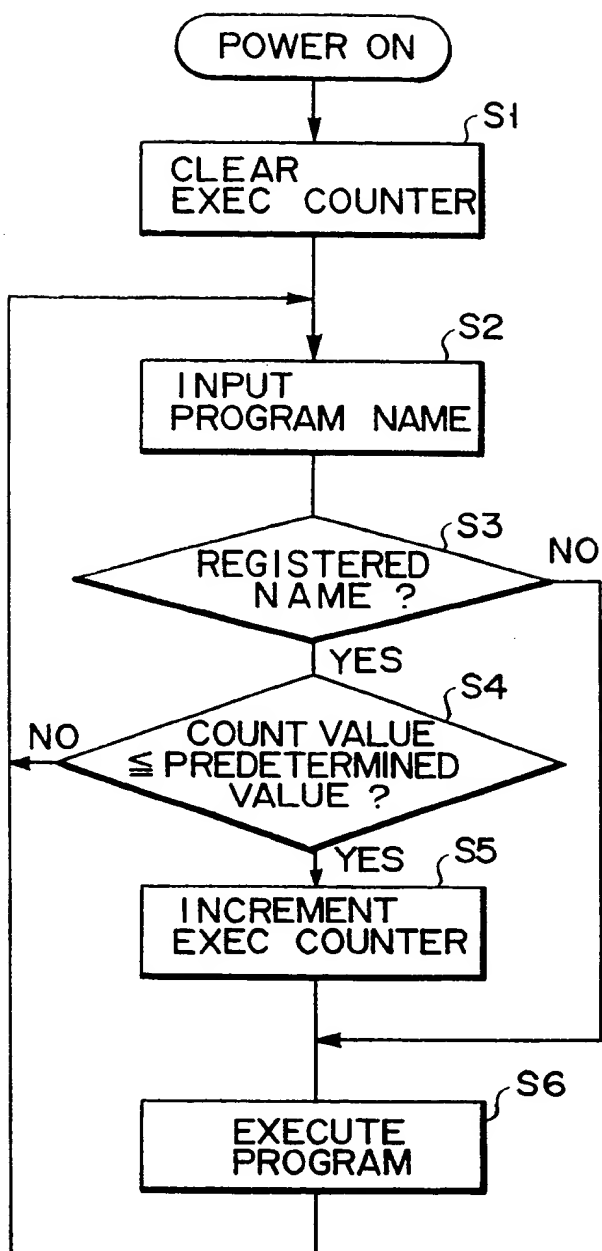 POWER ON
S1
CLEAR
EXEC COUNTER
S2
INPUT
PROGRAM NAME
S3
REGISTERED
NAME ?
NO
YES
S4
COUNT VALUE
≦ PREDETERMINED
VALUE ?
NO
YES
S5
INCREMENT
EXEC COUNTER
S6
EXECUTE
PROGRAM